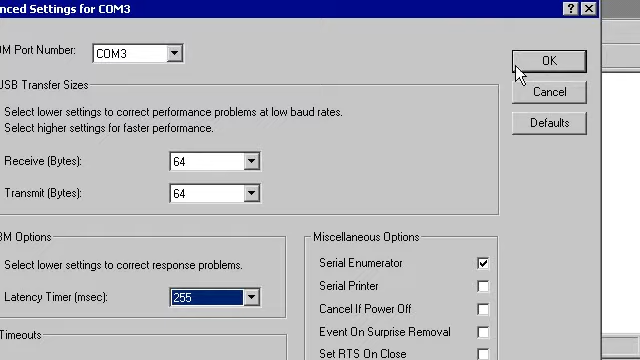 nced Settings for COM3
OM Port Number:
COM3
OK
USB Transfer Sizes
Cancel
Select lower settings to correct performance problems at low baud rates.
Select higher settings for faster performance.
Defaults
Receive (Bytes):
64
Transmit (Bytes):
64
BM Options
Miscellaneous Options
Select lower settings to correct response problems.
Serial Enumerator
Serial Printer
Latency Timer (msec):
255
Cancel If Power Off
Event On Surprise Removal
Timeouts
Set RTS On Close